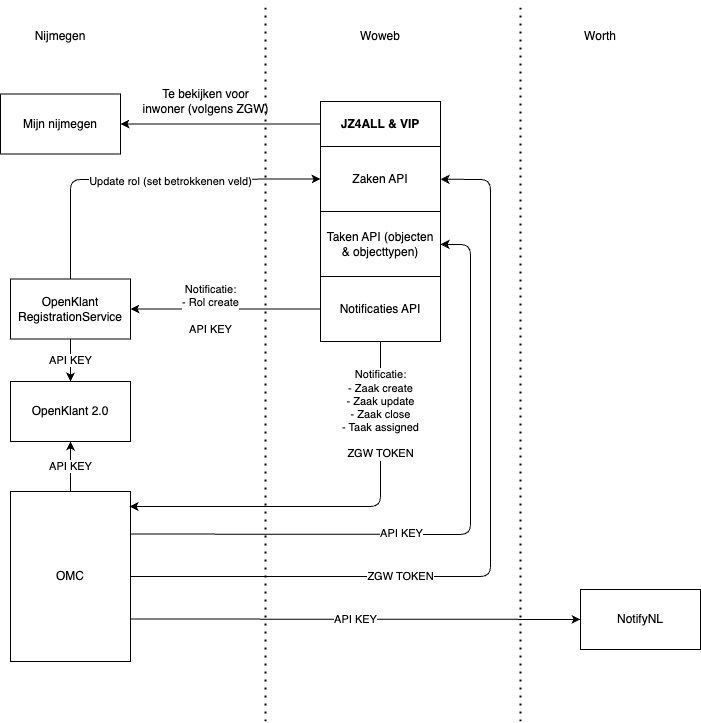 Nijmegen
Woweb
Worth
Te bekijken voor
inwoner (volgens ZGW)
Mijn nijmegen
JZ4ALL & VIP
Update rol (set betrokkenen veld)
Zaken API
Taken API (objecten
& objecttypen)
OpenKlant
RegistrationService
Notificatie:
- Rol create
API KEY
Notificaties API
API KEY
Notificatie:
- Zaak create
- Zaak update
- Zaak close
- Taak assigned
ZGW TOKEN
OpenKlant 2.0
API KEY
API KEY
OMC
ZGW TOKEN
API KEY
NotifyNL